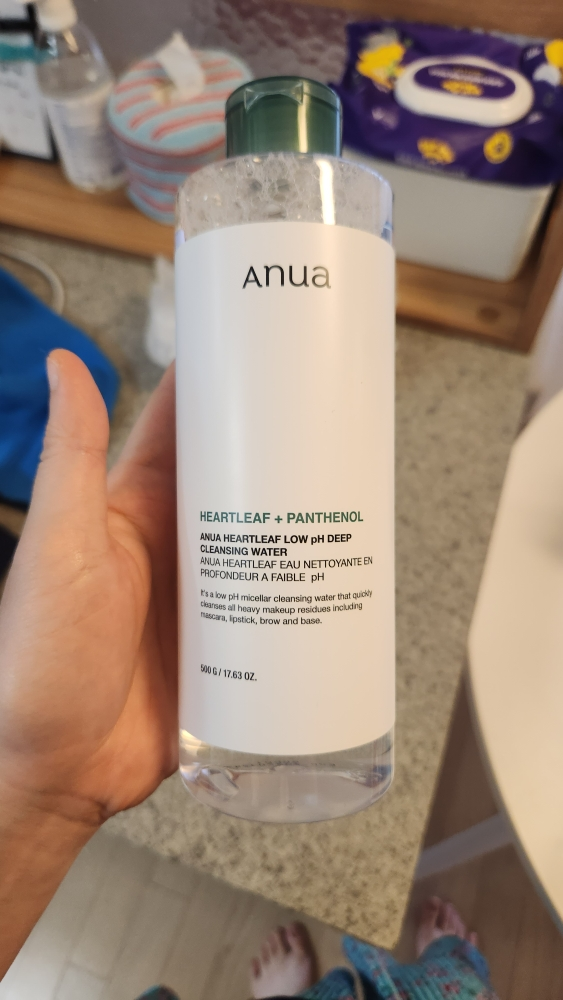 Anua
HEARTLEAF + PANTHENOL
ANUA HEARTLEAF LOW pH DEEP
CLEANSING WATER
ANUA HEARTLEAF EAU NETTOYANTE EN
PROFONDEUR A FAIBLE pH
It's a low pH micellar cleansing water that quickly
cleanses all heavy makeup residues including
mascara, lipstick, brow and base.
500 G / 17.63 OZ.